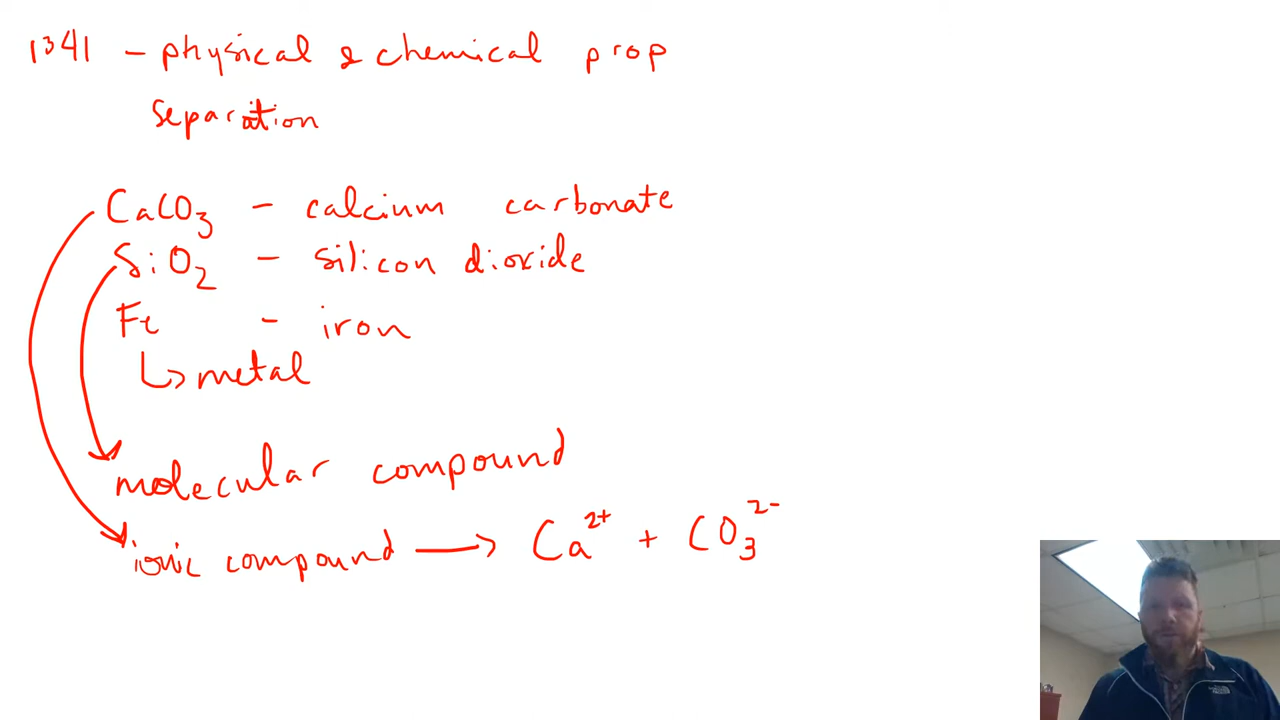 1341 - physical & chemical prop
separation
CaCO3 - calcium carbonate
SiO2 - silicon dioxide
Fe - iron
↳ metal
molecular compound
ionic compound → Ca2+ + CO3 2-